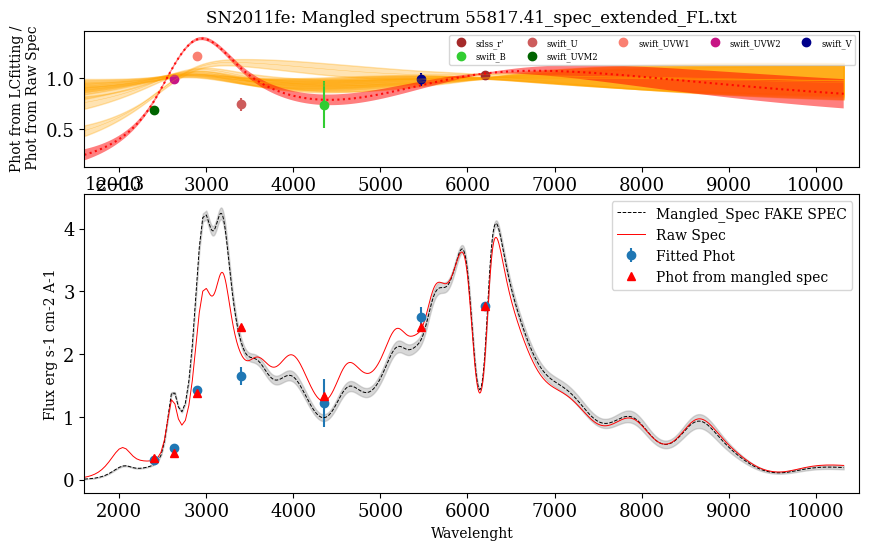 SN2011fe: Mangled spectrum 55817.41_spec_extended_FL.txt
Phot from LCfitting /
Phot from Raw Spec
1.0
0.5
sdss_r'
swift_B
swift_U
swift_UVM2
swift_UVW1
swift_UVW2
swift_V
2000 3000 4000 5000 6000 7000 8000 9000 10000
Flux erg s-1 cm-2 A-1
4
3
2
1
0
Mangled_Spec FAKE SPEC
Raw Spec
Fitted Phot
Phot from mangled spec
2000 3000 4000 5000 6000 7000 8000 9000 10000
Wavelenght